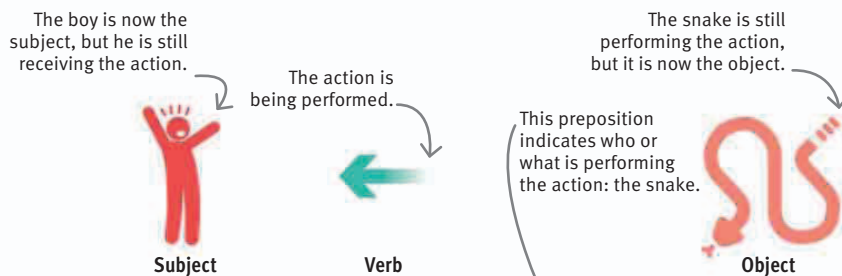 The boy is now the
subject, but he is still
receiving the action.
The action is
being performed.
This preposition
indicates who or
what is performing
the action: the snake.
The snake is still
performing the action,
but it is now the object.
Subject
Verb
Object